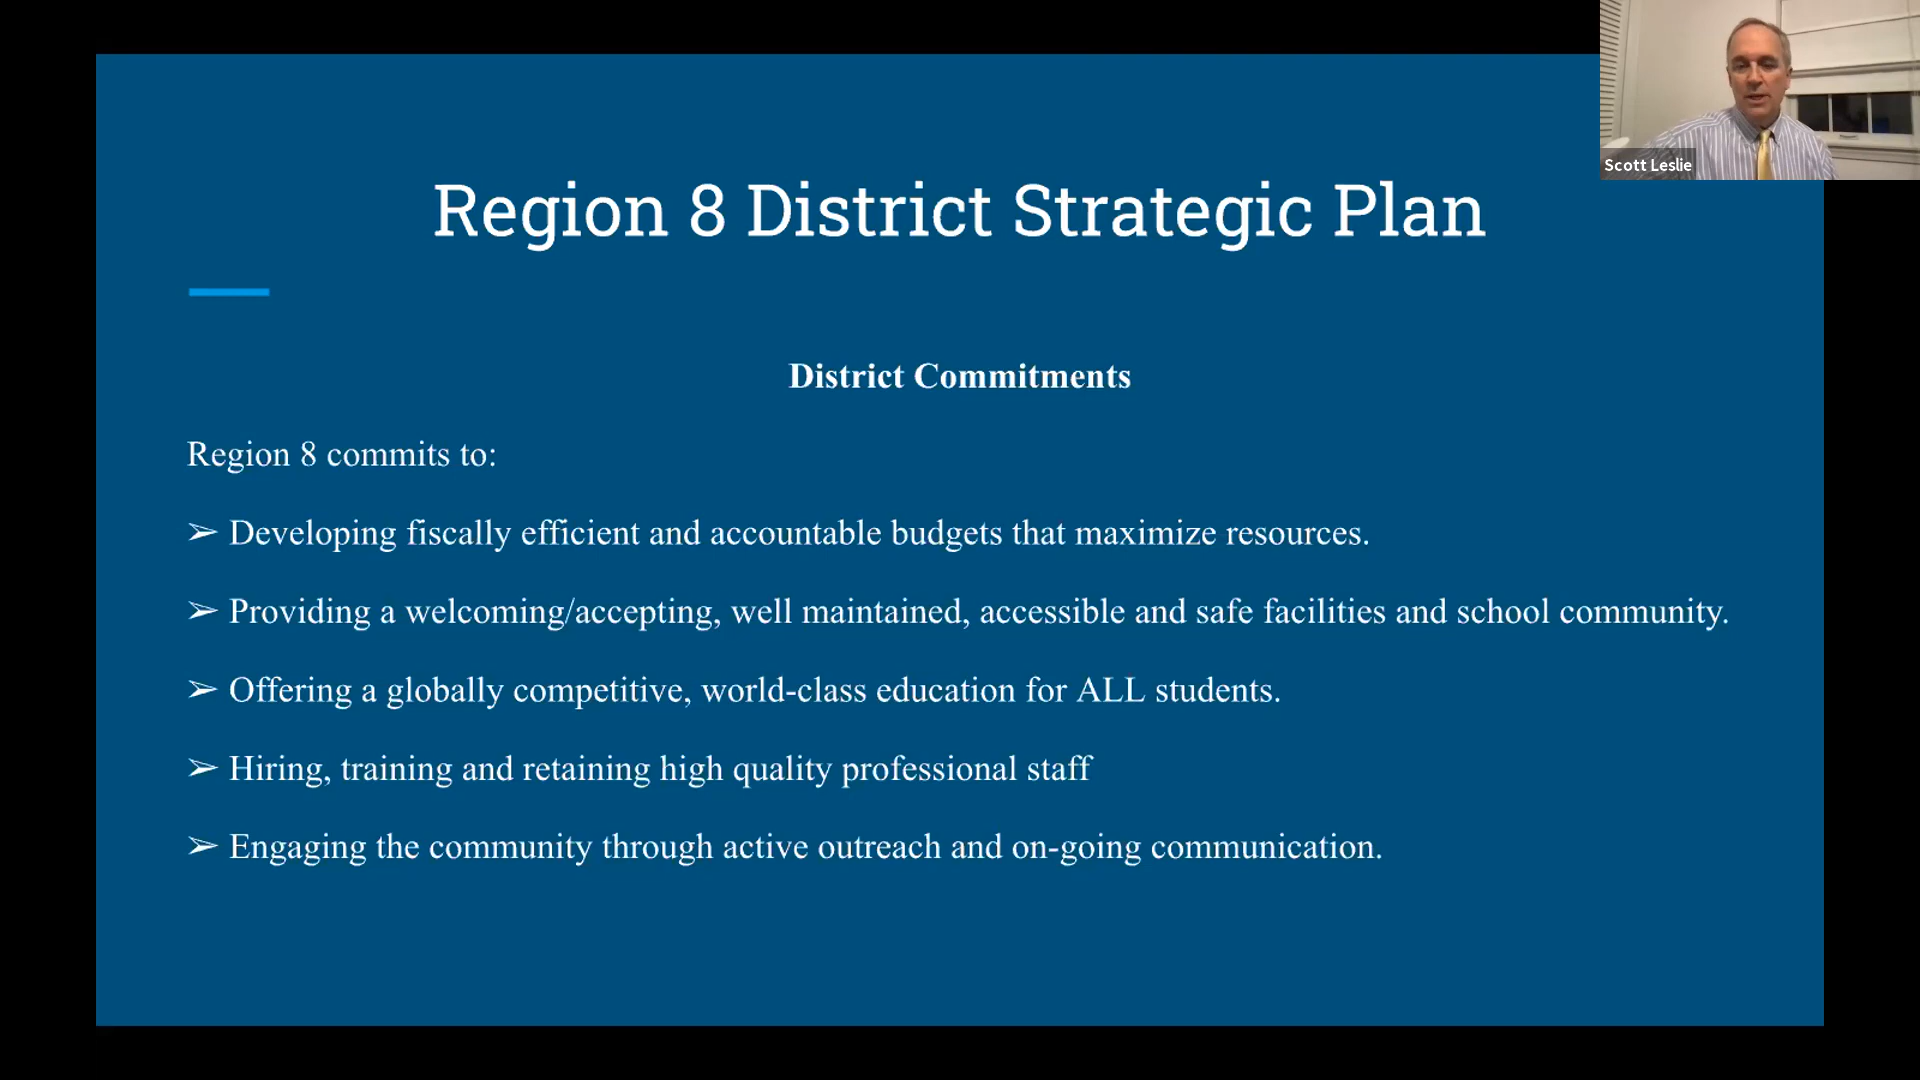 Scott Leslie
Region 8 District Strategic Plan
District Commitments
Region 8 commits to:
➢ Developing fiscally efficient and accountable budgets that maximize resources.
➢ Providing a welcoming/accepting, well maintained, accessible and safe facilities and school community.
➢ Offering a globally competitive, world-class education for ALL students.
➢ Hiring, training and retaining high quality professional staff
➢ Engaging the community through active outreach and on-going communication.